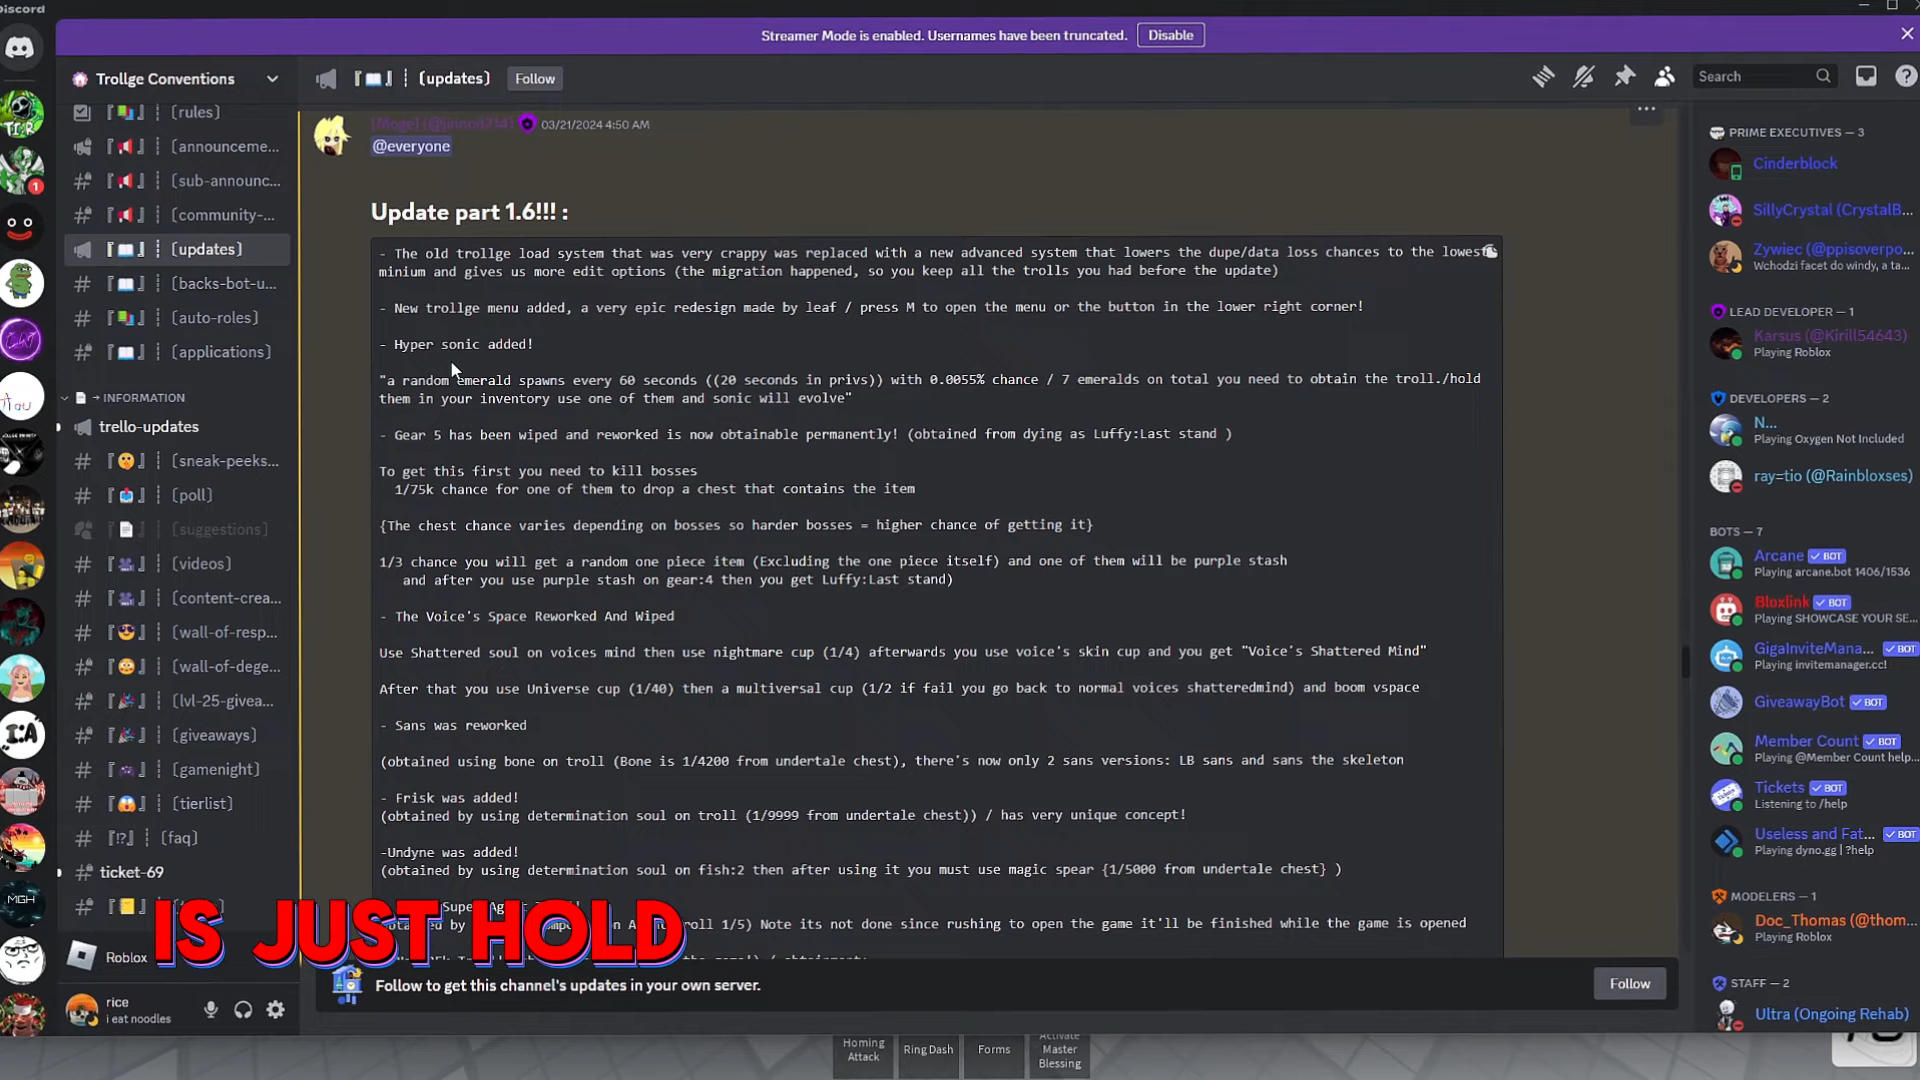 Discord
Streamer Mode is enabled. Usernames have been truncated. Disable
Trollge Conventions
(rules)
(announceme...
(sub-announc...
(community-...
(updates)
(backs-bot-u...
(auto-roles)
(applications)
→ INFORMATION
trello-updates
(sneak-peeks...
(poll)
(suggestions)
(videos)
(content-crea...
(wall-of-resp...
(wall-of-dege...
(lvl-25-givea...
(giveaways)
(gamenight)
(tierlist)
(faq)
ticket-69
Roblox
rice
i eat noodles
(updates) Follow
Search
[Moge] (@jinnoit214) 03/21/2024 4:50 AM
@everyone
Update part 1.6!!! :
- The old trollge load system that was very crappy was replaced with a new advanced system that lowers the dupe/data loss chances to the lowest
minium and gives us more edit options (the migration happened, so you keep all the trolls you had before the update)
- New trollge menu added, a very epic redesign made by leaf / press M to open the menu or the button in the lower right corner!
- Hyper sonic added!
"a random emerald spawns every 60 seconds ((20 seconds in privs)) with 0.0055% chance / 7 emeralds on total you need to obtain the troll./hold
them in your inventory use one of them and sonic will evolve"
- Gear 5 has been wiped and reworked is now obtainable permanently! (obtained from dying as Luffy:Last stand )
To get this first you need to kill bosses
1/75k chance for one of them to drop a chest that contains the item
{The chest chance varies depending on bosses so harder bosses = higher chance of getting it}
1/3 chance you will get a random one piece item (Excluding the one piece itself) and one of them will be purple stash
and after you use purple stash on gear:4 then you get Luffy:Last stand)
- The Voice's Space Reworked And Wiped
Use Shattered soul on voices mind then use nightmare cup (1/4) afterwards you use voice's skin cup and you get "Voice's Shattered Mind"
After that you use Universe cup (1/40) then a multiversal cup (1/2 if fail you go back to normal voices shatteredmind) and boom vspace
- Sans was reworked
(obtained using bone on troll (Bone is 1/4200 from undertale chest), there's now only 2 sans versions: LB sans and sans the skeleton
- Frisk was added!
(obtained by using determination soul on troll (1/9999 from undertale chest)) / has very unique concept!
-Undyne was added!
(obtained by using determination soul on fish:2 then after using it you must use magic spear {1/5000 from undertale chest} )
troll 1/5) Note its not done since rushing to open the game it'll be finished while the game is opened
IS JUST HOLD
Follow to get this channel's updates in your own server. Follow
PRIME EXECUTIVES — 3
Cinderblock
SillyCrystal (CrystalB...
Zywiec (@ppisoverpo...
Wchodzi facet do windy, a ta...
LEAD DEVELOPER — 1
Karsus (@Kirill54643)
Playing Roblox
DEVELOPERS — 2
N...
Playing Oxygen Not Included
ray=tio (@Rainbloxses)
BOTS — 7
Arcane BOT
Playing arcane.bot 1406/1536
Bloxlink BOT
Playing SHOWCASE YOUR SE...
GigaInviteMana... BOT
Playing invitemanager.cc!
GiveawayBot BOT
Member Count BOT
Playing @Member Count help...
Tickets BOT
Listening to /help
Useless and Fat... BOT
Playing dyno.gg | ?help
MODELERS — 1
Doc_Thomas (@thom...
Playing Roblox
STAFF — 2
Ultra (Ongoing Rehab)
Homing Attack
Ring Dash
Forms
Activate Master Blessing